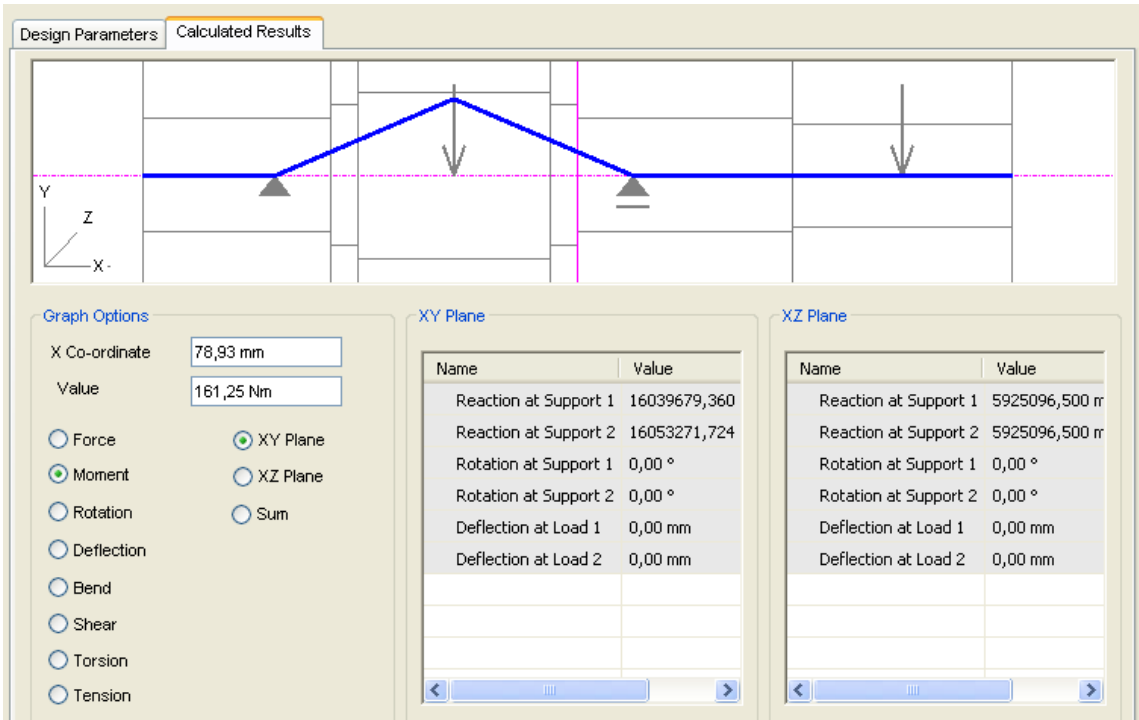 Design Parameters Calculated Results
Y
Z
X
Graph Options
X Co-ordinate 78,93 mm
Value 161,25 Nm
Force XY Plane
Moment XZ Plane
Rotation Sum
Deflection
Bend
Shear
Torsion
Tension
XY Plane
Name Value
Reaction at Support 1 16039679,360
Reaction at Support 2 16053271,724
Rotation at Support 1 0,00 °
Rotation at Support 2 0,00 °
Deflection at Load 1 0,00 mm
Deflection at Load 2 0,00 mm
XZ Plane
Name Value
Reaction at Support 1 5925096,500 m
Reaction at Support 2 5925096,500 m
Rotation at Support 1 0,00 °
Rotation at Support 2 0,00 °
Deflection at Load 1 0,00 mm
Deflection at Load 2 0,00 mm